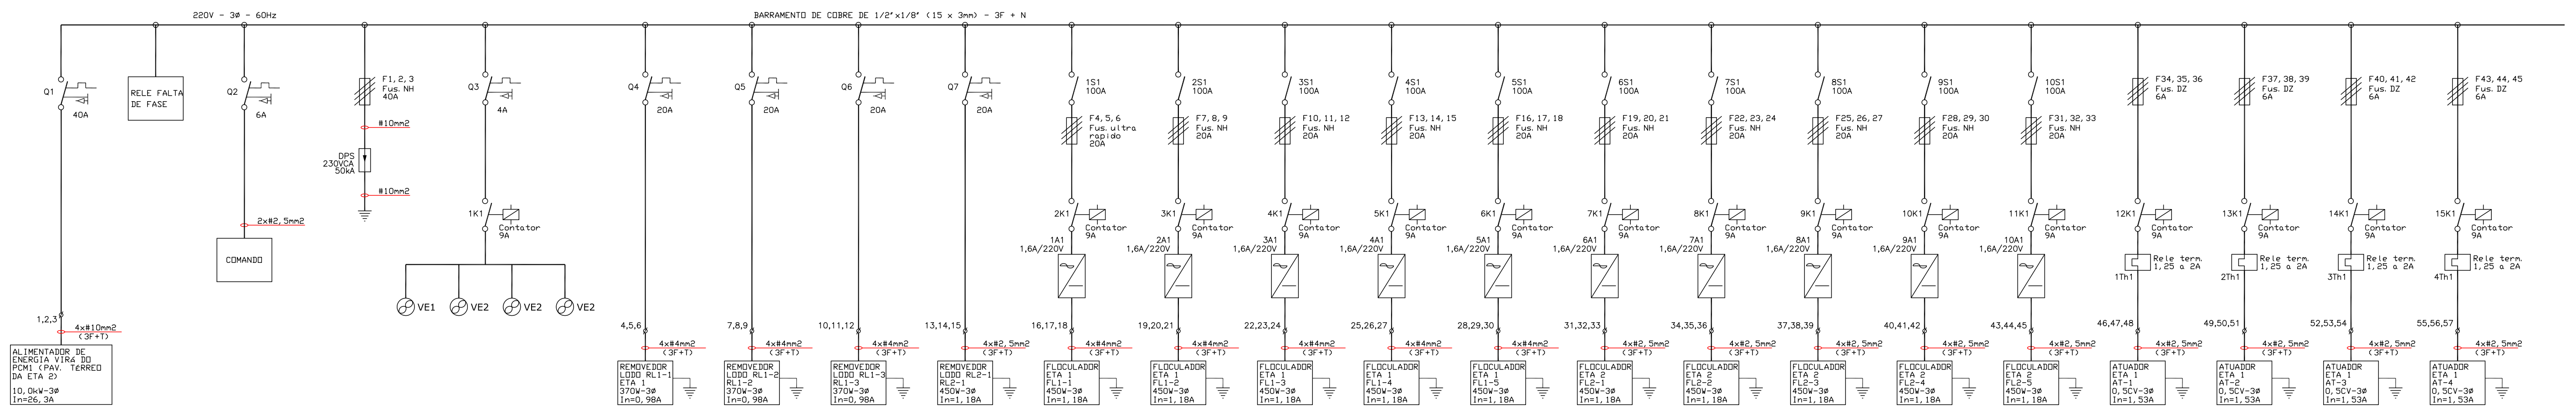 220V - 3Ø - 60Hz
BARRAMENTO DE COBRE DE 1/2"x1/8" (15 x 3mm) - 3F + N
Q1
40A
1,2,3
4x#10mm2
(3F+T)
ALIMENTADOR DE
ENERGIA VIRA DO
PCM1 (PAV. TéRREO
DA ETA 2)
10,0kW-3Ø
In=26,3A
RELE FALTA
DE FASE
Q2
6A
2x#2,5mm2
COMANDO
F1, 2, 3
Fus. NH
40A
#10mm2
DPS
230VCA
50kA
#10mm2
Q3
4A
1K1
Contator
9A
VE1
VE2
VE2
VE2
Q4
20A
4,5,6
4x#4mm2
(3F+T)
REMOVEDOR
LODO RL1-1
ETA 1
370W-3Ø
In=0,98A
Q5
20A
7,8,9
4x#4mm2
(3F+T)
REMOVEDOR
LODO RL1-2
RL1-2
370W-3Ø
In=0,98A
Q6
20A
10,11,12
4x#4mm2
(3F+T)
REMOVEDOR
LODO RL1-3
RL1-3
370W-3Ø
In=0,98A
Q7
20A
13,14,15
4x#2,5mm2
(3F+T)
REMOVEDOR
LODO RL2-1
RL2-1
450W-3Ø
In=1,18A
1S1
100A
F4, 5, 6
Fus. ultra
rapido
20A
2K1
Contator
9A
1A1
1,6A/220V
16,17,18
4x#4mm2
(3F+T)
FLOCULADOR
ETA 1
FL1-1
450W-3Ø
In=1,18A
2S1
100A
F7, 8, 9
Fus. NH
20A
3K1
Contator
9A
2A1
1,6A/220V
19,20,21
4x#4mm2
(3F+T)
FLOCULADOR
ETA 1
FL1-2
450W-3Ø
In=1,18A
3S1
100A
F10, 11, 12
Fus. NH
20A
4K1
Contator
9A
3A1
1,6A/220V
22,23,24
4x#4mm2
(3F+T)
FLOCULADOR
ETA 1
FL1-3
450W-3Ø
In=1,18A
4S1
100A
F13, 14, 15
Fus. NH
20A
5K1
Contator
9A
4A1
1,6A/220V
25,26,27
4x#4mm2
(3F+T)
FLOCULADOR
ETA 1
FL1-4
450W-3Ø
In=1,18A
5S1
100A
F16, 17, 18
Fus. NH
20A
6K1
Contator
9A
5A1
1,6A/220V
28,29,30
4x#4mm2
(3F+T)
FLOCULADOR
ETA 1
FL1-5
450W-3Ø
In=1,18A
6S1
100A
F19, 20, 21
Fus. NH
20A
7K1
Contator
9A
6A1
1,6A/220V
31,32,33
4x#2,5mm2
(3F+T)
FLOCULADOR
ETA 2
FL2-1
450W-3Ø
In=1,18A
7S1
100A
F22, 23, 24
Fus. NH
20A
8K1
Contator
9A
7A1
1,6A/220V
34,35,36
4x#2,5mm2
(3F+T)
FLOCULADOR
ETA 2
FL2-2
450W-3Ø
In=1,18A
8S1
100A
F25, 26, 27
Fus. NH
20A
9K1
Contator
9A
8A1
1,6A/220V
37,38,39
4x#2,5mm2
(3F+T)
FLOCULADOR
ETA 2
FL2-3
450W-3Ø
In=1,18A
9S1
100A
F28, 29, 30
Fus. NH
20A
10K1
Contator
9A
9A1
1,6A/220V
40,41,42
4x#2,5mm2
(3F+T)
FLOCULADOR
ETA 2
FL2-4
450W-3Ø
In=1,18A
10S1
100A
F31, 32, 33
Fus. NH
20A
11K1
Contator
9A
10A1
1,6A/220V
43,44,45
4x#2,5mm2
(3F+T)
FLOCULADOR
ETA 2
FL2-5
450W-3Ø
In=1,18A
F34, 35, 36
Fus. DZ
6A
12K1
Contator
9A
Rele term.
1,25 a 2A
1Th1
46,47,48
4x#2,5mm2
(3F+T)
ATUADOR
ETA 1
AT-1
0,5CV-3Ø
In=1,53A
F37, 38, 39
Fus. DZ
6A
13K1
Contator
9A
Rele term.
1,25 a 2A
2Th1
49,50,51
4x#2,5mm2
(3F+T)
ATUADOR
ETA 1
AT-2
0,5CV-3Ø
In=1,53A
F40, 41, 42
Fus. DZ
6A
14K1
Contator
9A
Rele term.
1,25 a 2A
3Th1
52,53,54
4x#2,5mm2
(3F+T)
ATUADOR
ETA 1
AT-3
0,5CV-3Ø
In=1,53A
F43, 44, 45
Fus. DZ
6A
15K1
Contator
9A
Rele term.
1,25 a 2A
4Th1
55,56,57
4x#2,5mm2
(3F+T)
ATUADOR
ETA 1
AT-4
0,5CV-3Ø
In=1,53A